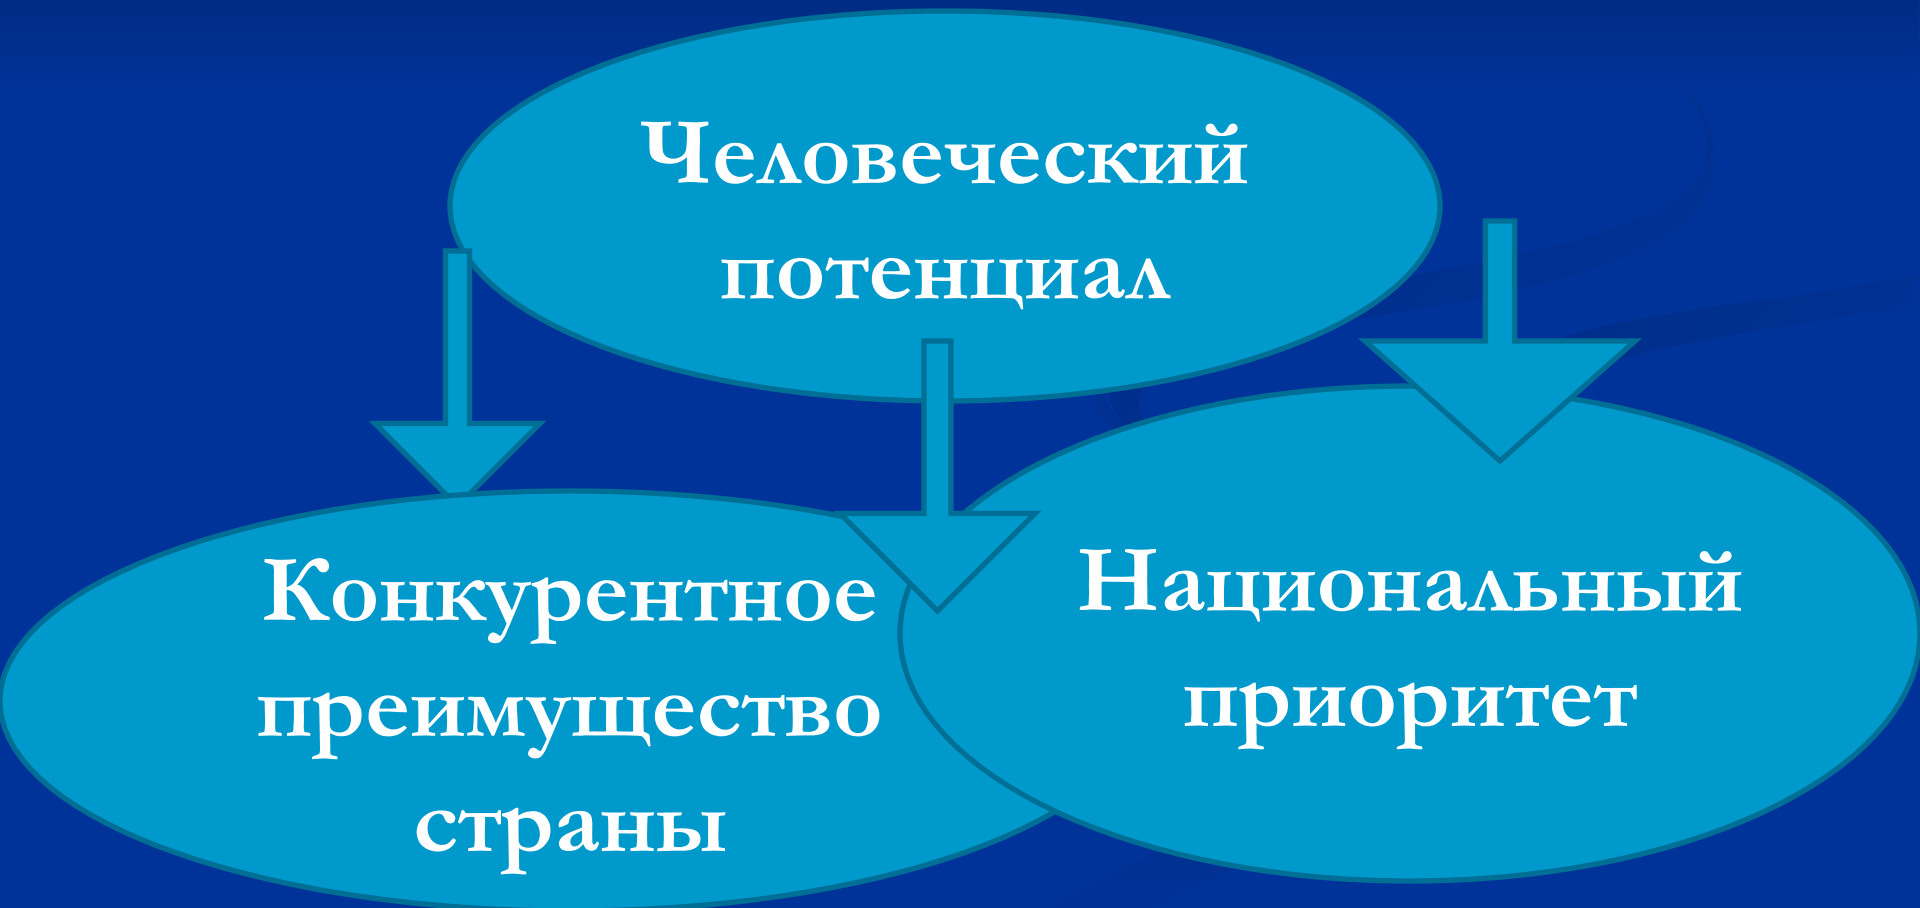 Человеческий
потенциал
Конкурентное
преимущество
страны
Национальный
приоритет